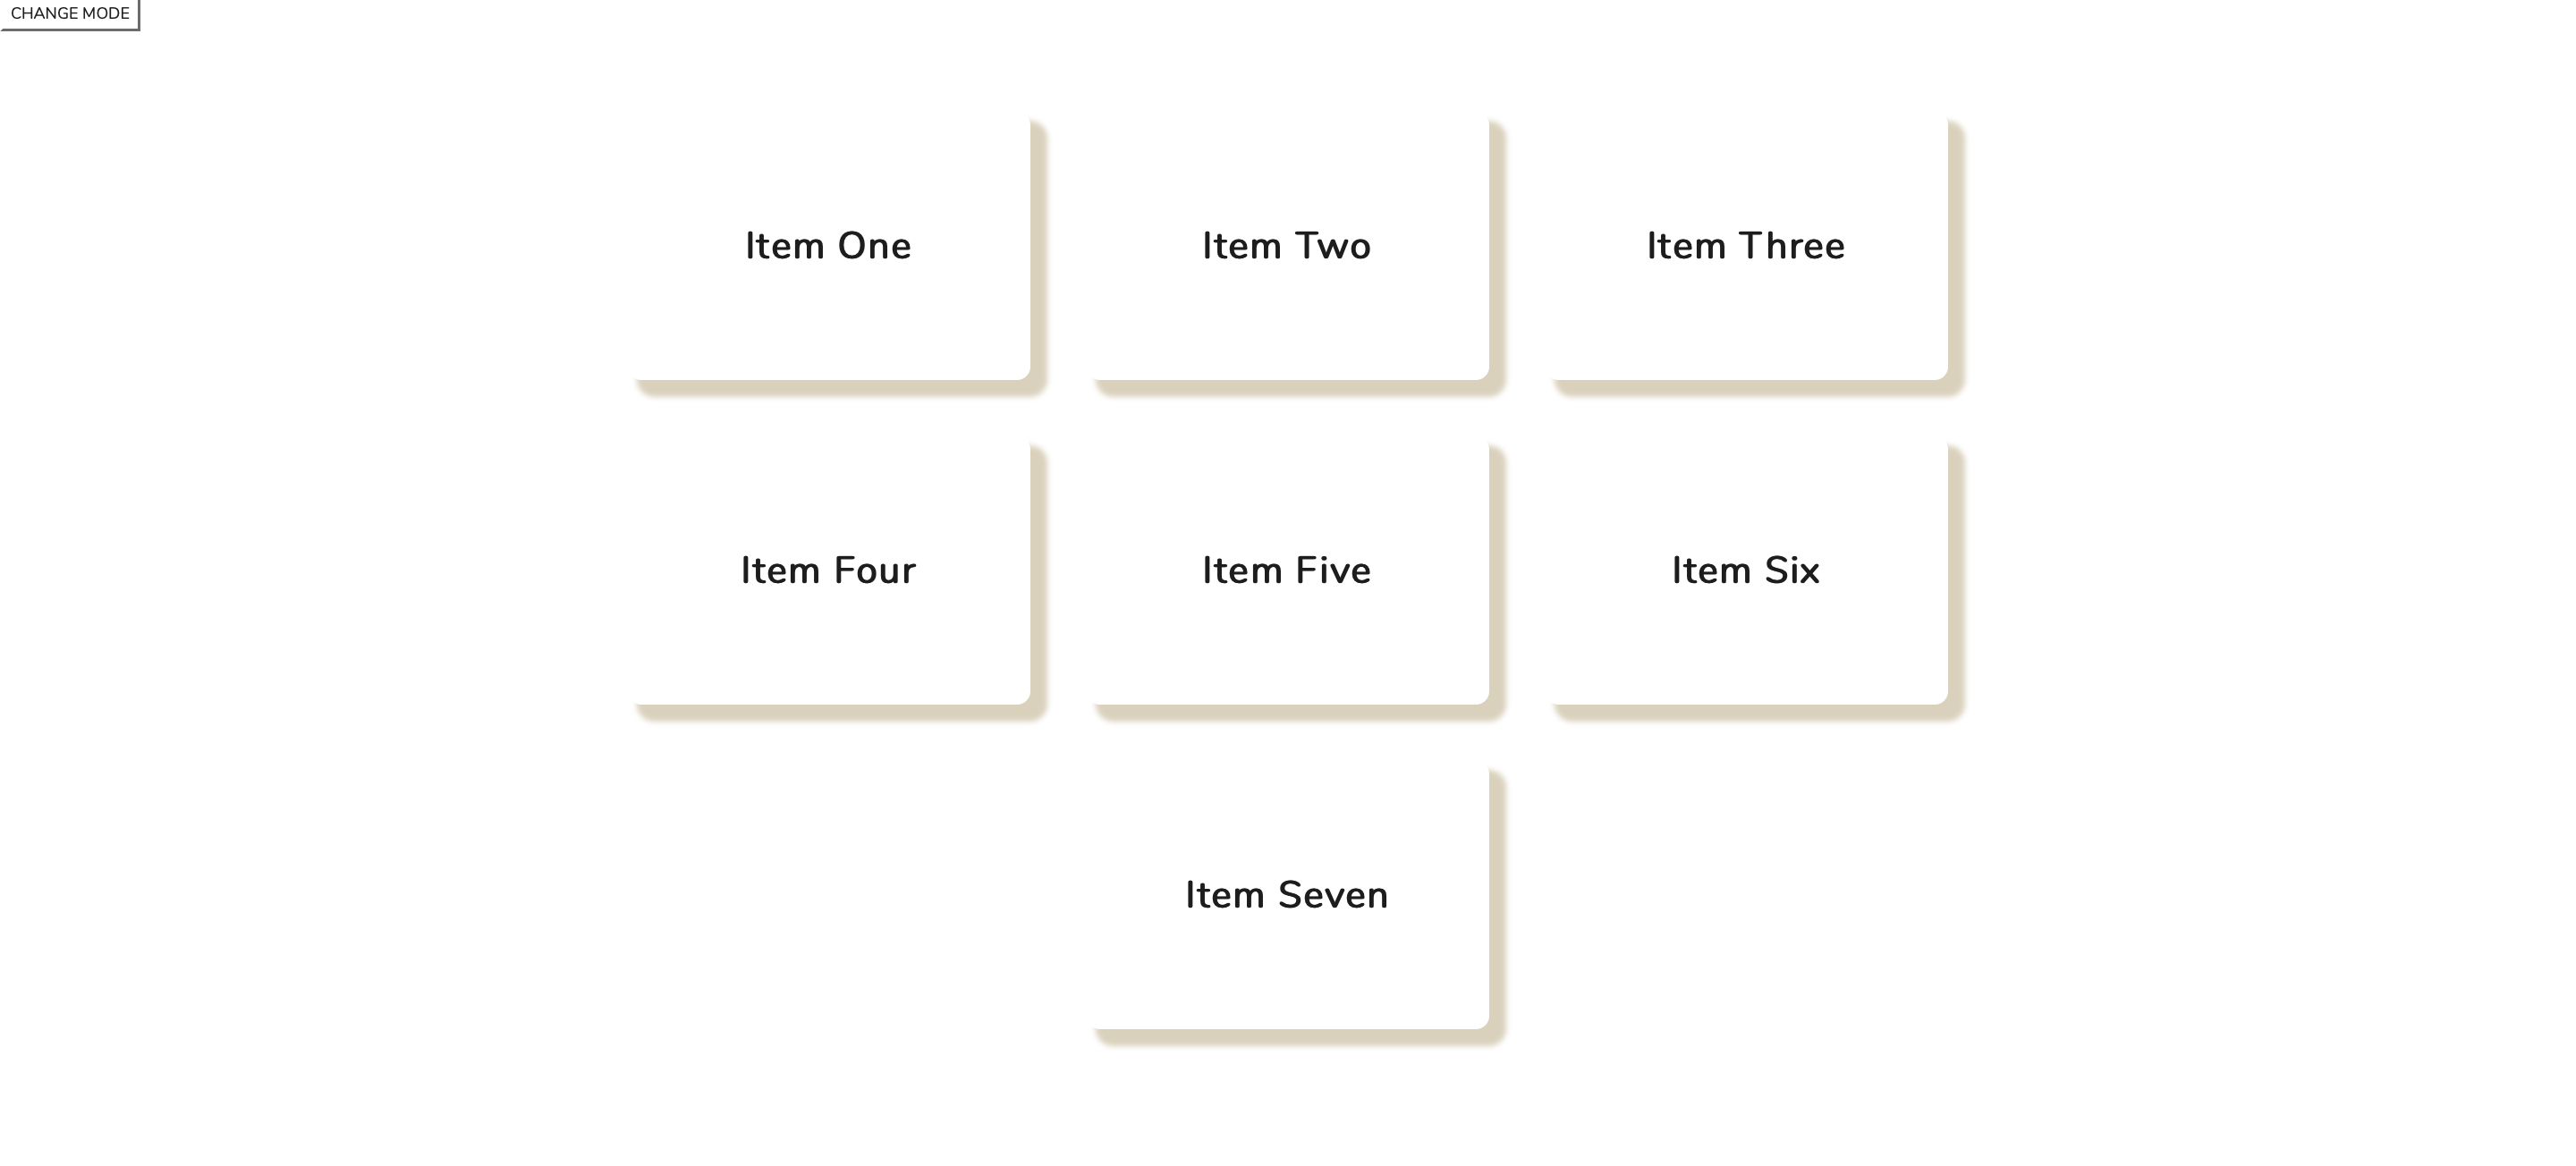 CHANGE MODE
Item One
Item Two
Item Three
Item Four
Item Five
Item Six
Item Seven